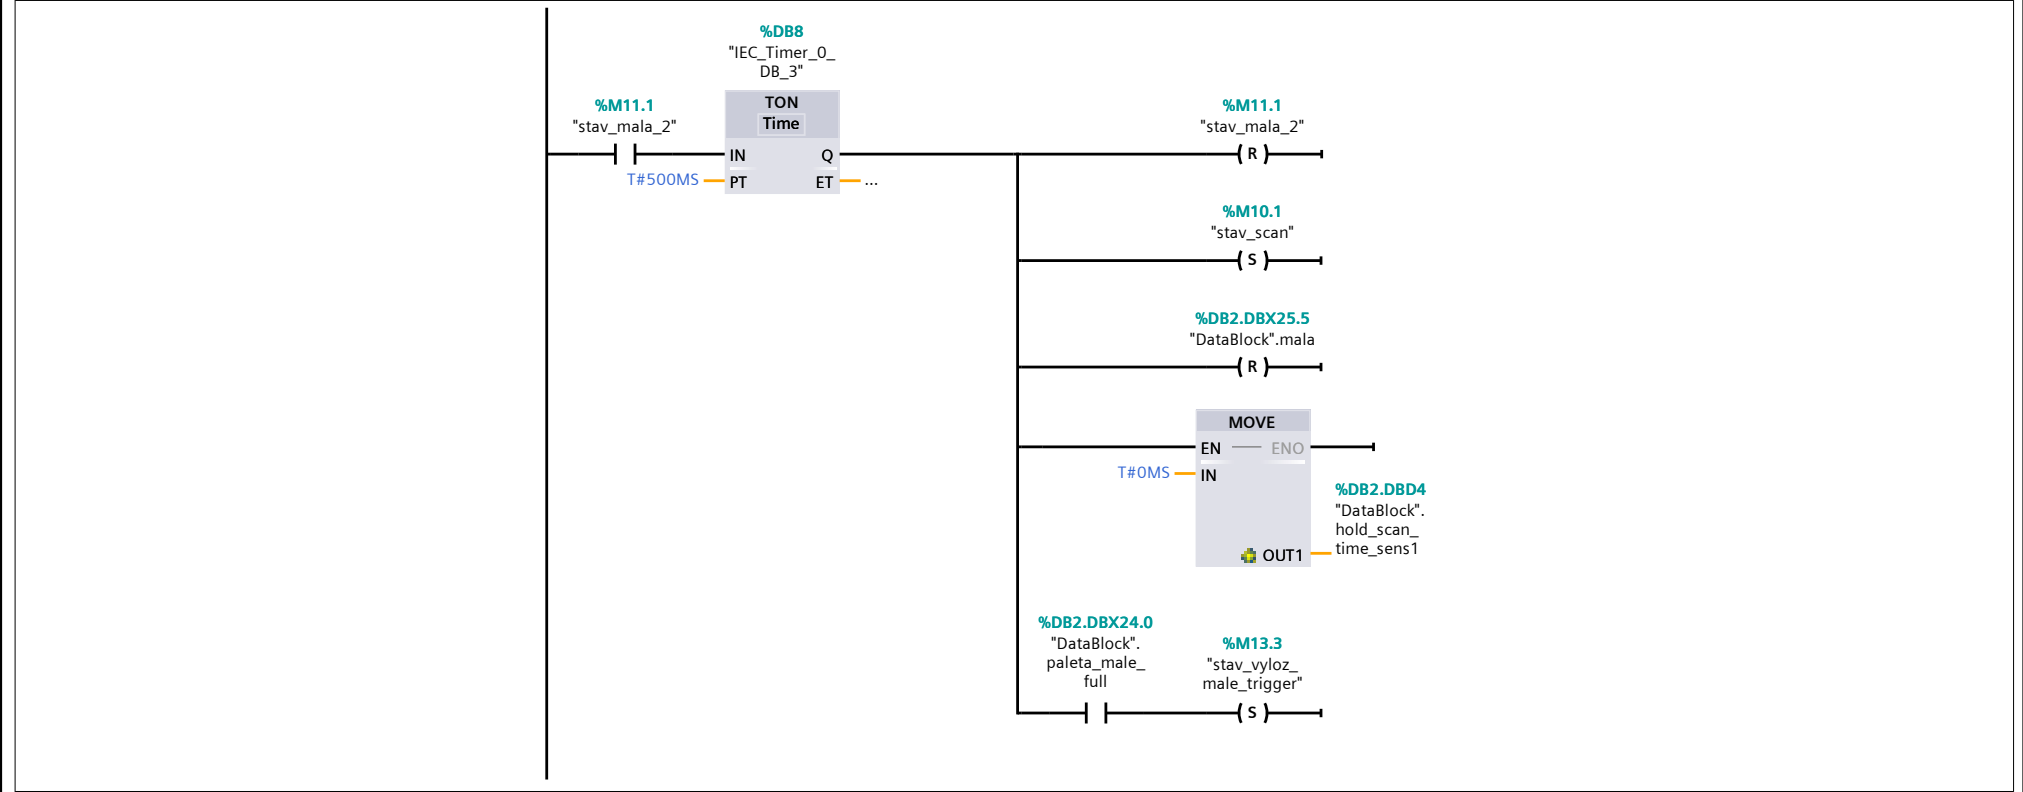 %DB8
"IEC_Timer_0_
DB_3"
%M11.1
"stav_mala_2"
TON
Time
IN Q
T#500MS PT ET ...
%M11.1
"stav_mala_2"
( R )
%M10.1
"stav_scan"
( S )
%DB2.DBX25.5
"DataBlock".mala
( R )
MOVE
EN ENO
T#0MS IN
%DB2.DBD4
"DataBlock".
hold_scan_
time_sens1
OUT1
%DB2.DBX24.0
"DataBlock".
paleta_male_
full
%M13.3
"stav_vyloz_
male_trigger"
( S )